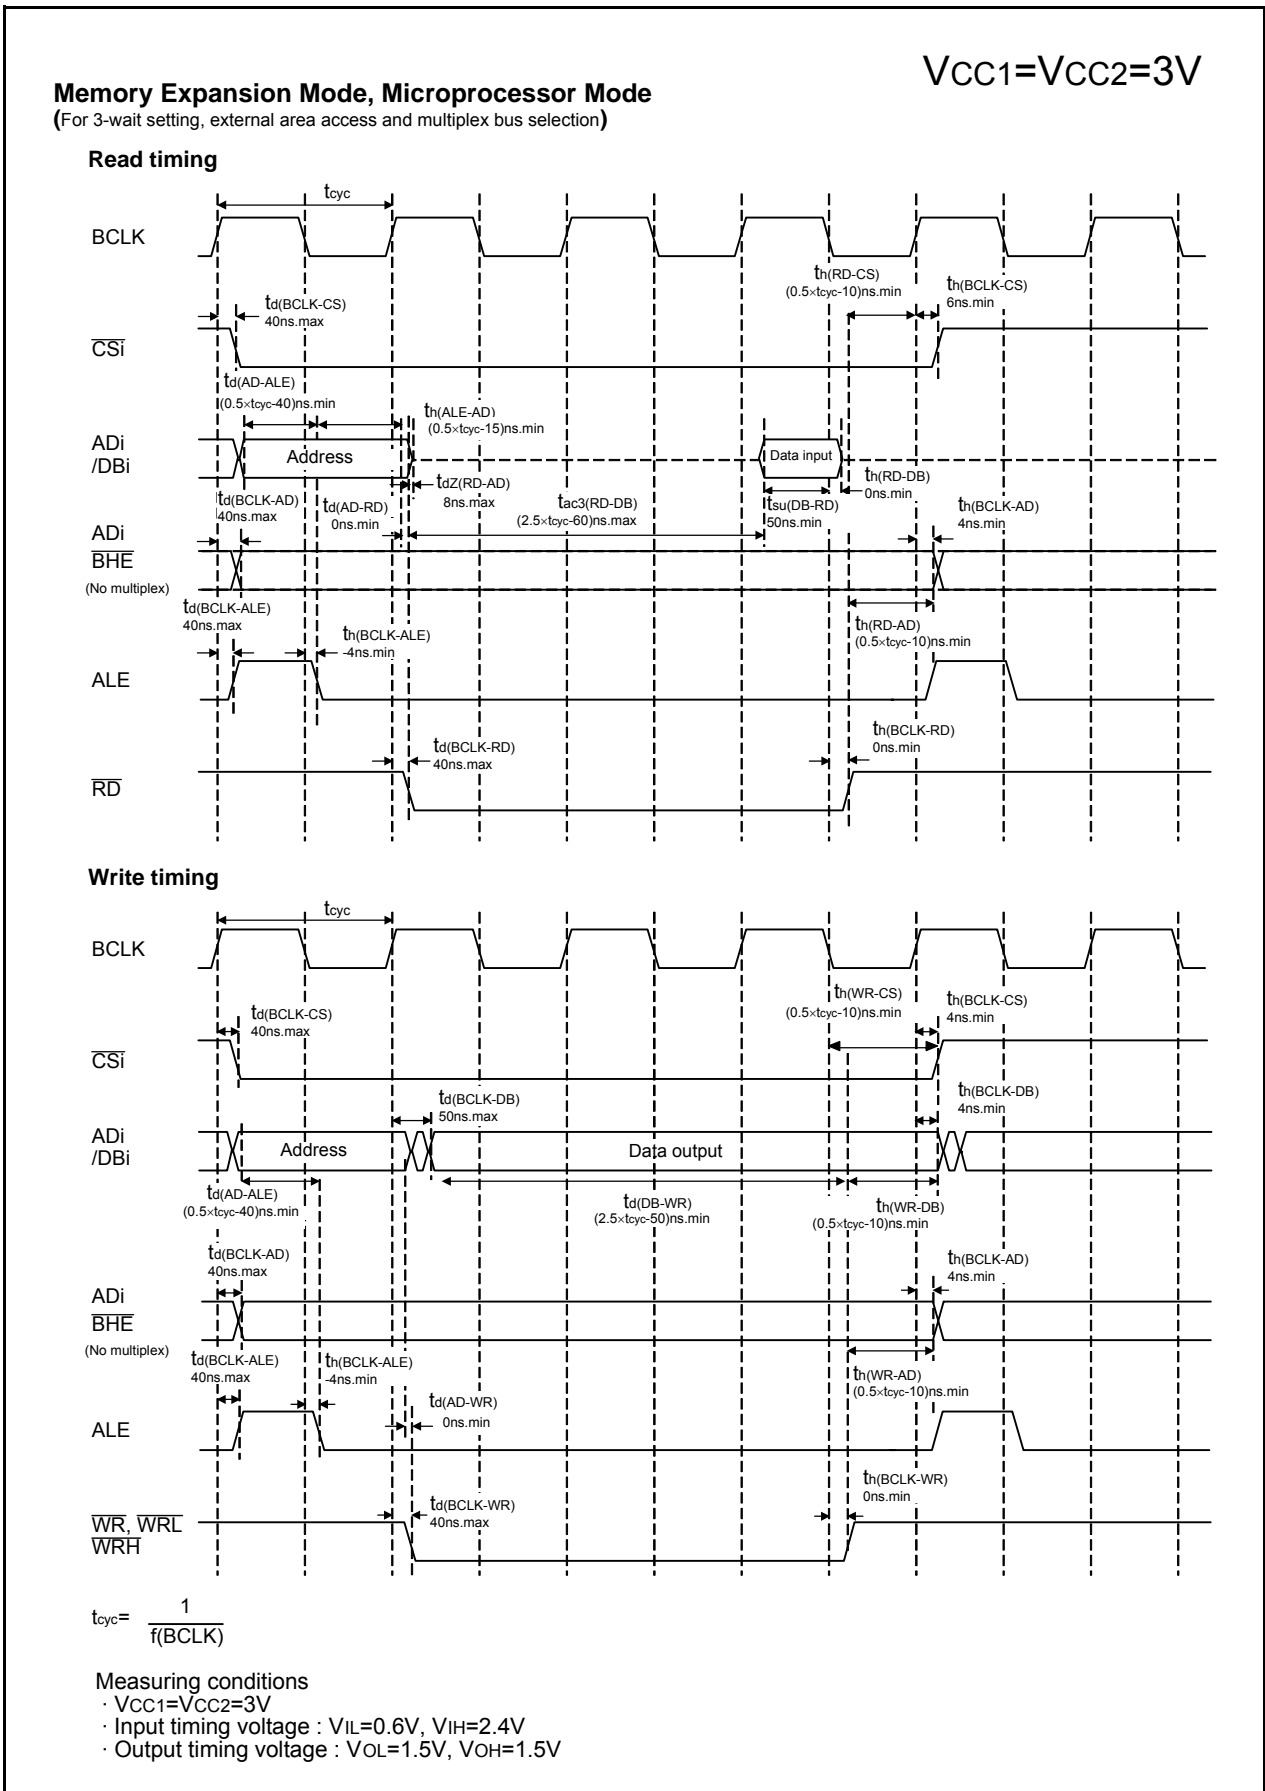 VCC1=VCC2=3V
Memory Expansion Mode, Microprocessor Mode
(For 3-wait setting, external area access and multiplex bus selection)
Read timing
tcyc
BCLK
th(RD-CS)
(0.5×tcyc-10)ns.min
th(BCLK-CS)
6ns.min
td(BCLK-CS)
40ns.max
CSi
td(AD-ALE)
(0.5×tcyc-40)ns.min
th(ALE-AD)
(0.5×tcyc-15)ns.min
ADi
/DBi
Address
Data input
td(BCLK-AD)
40ns.max
td(AD-RD)
0ns.min
tdZ(RD-AD)
8ns.max
tac3(RD-DB)
(2.5×tcyc-60)ns.max
tsu(DB-RD)
50ns.min
th(RD-DB)
0ns.min
th(BCLK-AD)
4ns.min
ADi
BHE
(No multiplex)
td(BCLK-ALE)
40ns.max
th(BCLK-ALE)
-4ns.min
th(RD-AD)
(0.5×tcyc-10)ns.min
ALE
td(BCLK-RD)
40ns.max
th(BCLK-RD)
0ns.min
RD
Write timing
tcyc
BCLK
th(WR-CS)
(0.5×tcyc-10)ns.min
th(BCLK-CS)
4ns.min
td(BCLK-CS)
40ns.max
CSi
td(BCLK-DB)
50ns.max
th(BCLK-DB)
4ns.min
ADi
/DBi
Address
Data output
td(AD-ALE)
(0.5×tcyc-40)ns.min
td(DB-WR)
(2.5×tcyc-50)ns.min
th(WR-DB)
(0.5×tcyc-10)ns.min
td(BCLK-AD)
40ns.max
th(BCLK-AD)
4ns.min
ADi
BHE
(No multiplex)
td(BCLK-ALE)
40ns.max
th(BCLK-ALE)
-4ns.min
td(AD-WR)
0ns.min
th(WR-AD)
(0.5×tcyc-10)ns.min
ALE
td(BCLK-WR)
40ns.max
th(BCLK-WR)
0ns.min
WR, WRL
WRH
tcyc= 1
f(BCLK)
Measuring conditions
· VCC1=VCC2=3V
· Input timing voltage : VIL=0.6V, VIH=2.4V
· Output timing voltage : VOL=1.5V, VOH=1.5V